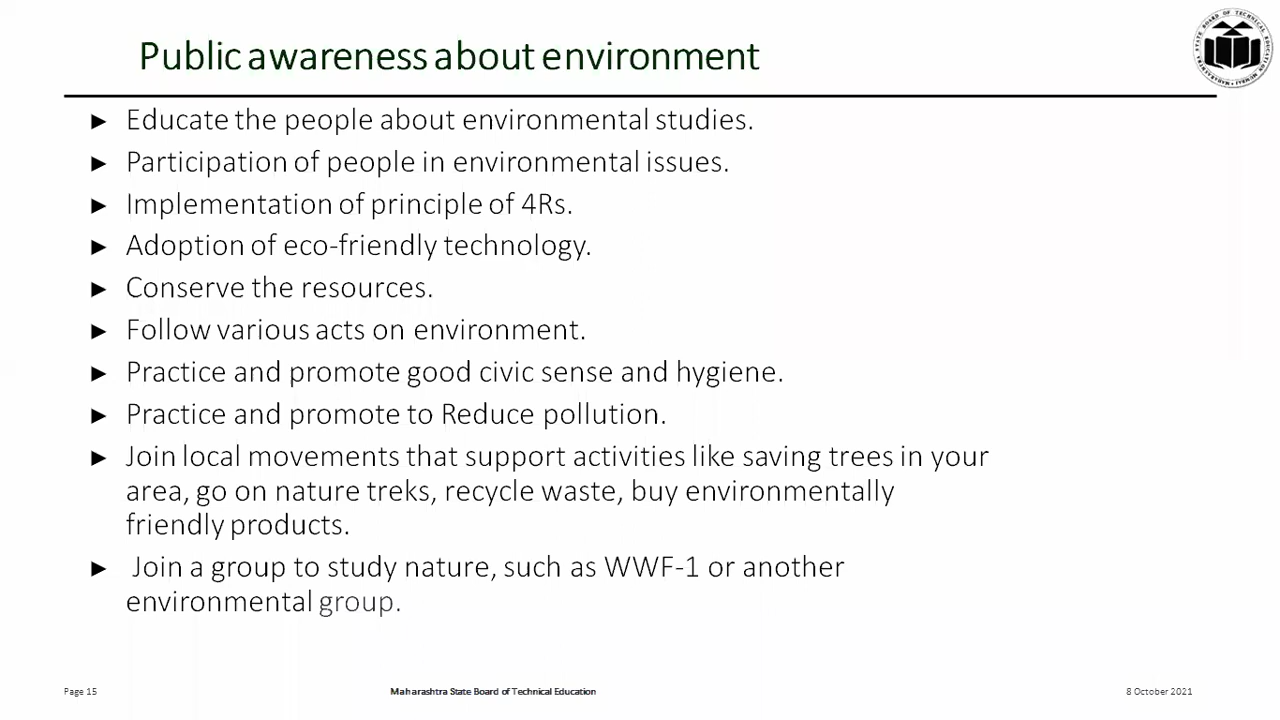 Public awareness about environment
► Educate the people about environmental studies.
► Participation of people in environmental issues.
► Implementation of principle of 4Rs.
► Adoption of eco-friendly technology.
► Conserve the resources.
► Follow various acts on environment.
► Practice and promote good civic sense and hygiene.
► Practice and promote to Reduce pollution.
► Join local movements that support activities like saving trees in your
area, go on nature treks, recycle waste, buy environmentally
friendly products.
► Join a group to study nature, such as WWF-1 or another
environmental group.
Page 15
Maharashtra State Board of Technical Education
8 October 2021